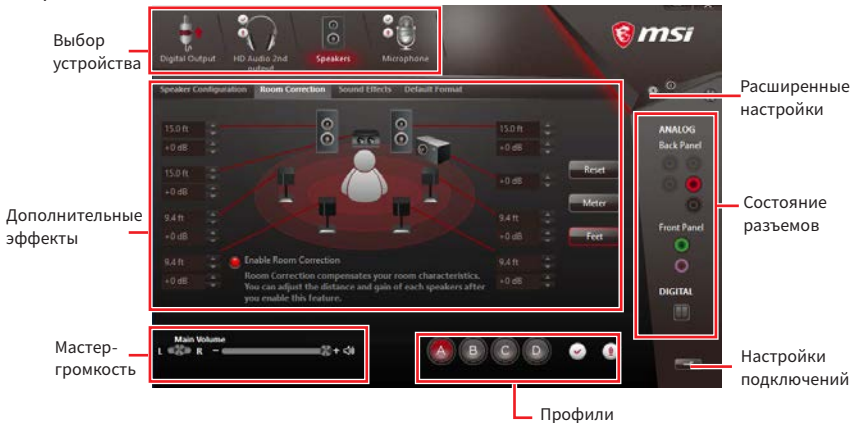 Выбор
устройства
Digital Output
HD Audio 2nd
output
Speakers
Microphone
msi
Расширенные
настройки
Speaker Configuration Room Correction Sound Effects Default Format
15.0 ft
+0 dB
15.0 ft
+0 dB
9.4 ft
+0 dB
9.4 ft
+0 dB
15.0 ft
+0 dB
+0 dB
9.4 ft
+0 dB
9.4 ft
+0 dB
Reset
Meter
Feet
Enable Room Correction
Room Correction compensates your room characteristics.
You can adjust the distance and gain of each speakers after
you enable this feature.
Дополнительные
эффекты
ANALOG
Back Panel
Front Panel
DIGITAL
Состояние
разъемов
Мастер-
громкость
Main Volume
L R - +
A B C D
Настройки
подключений
Профили